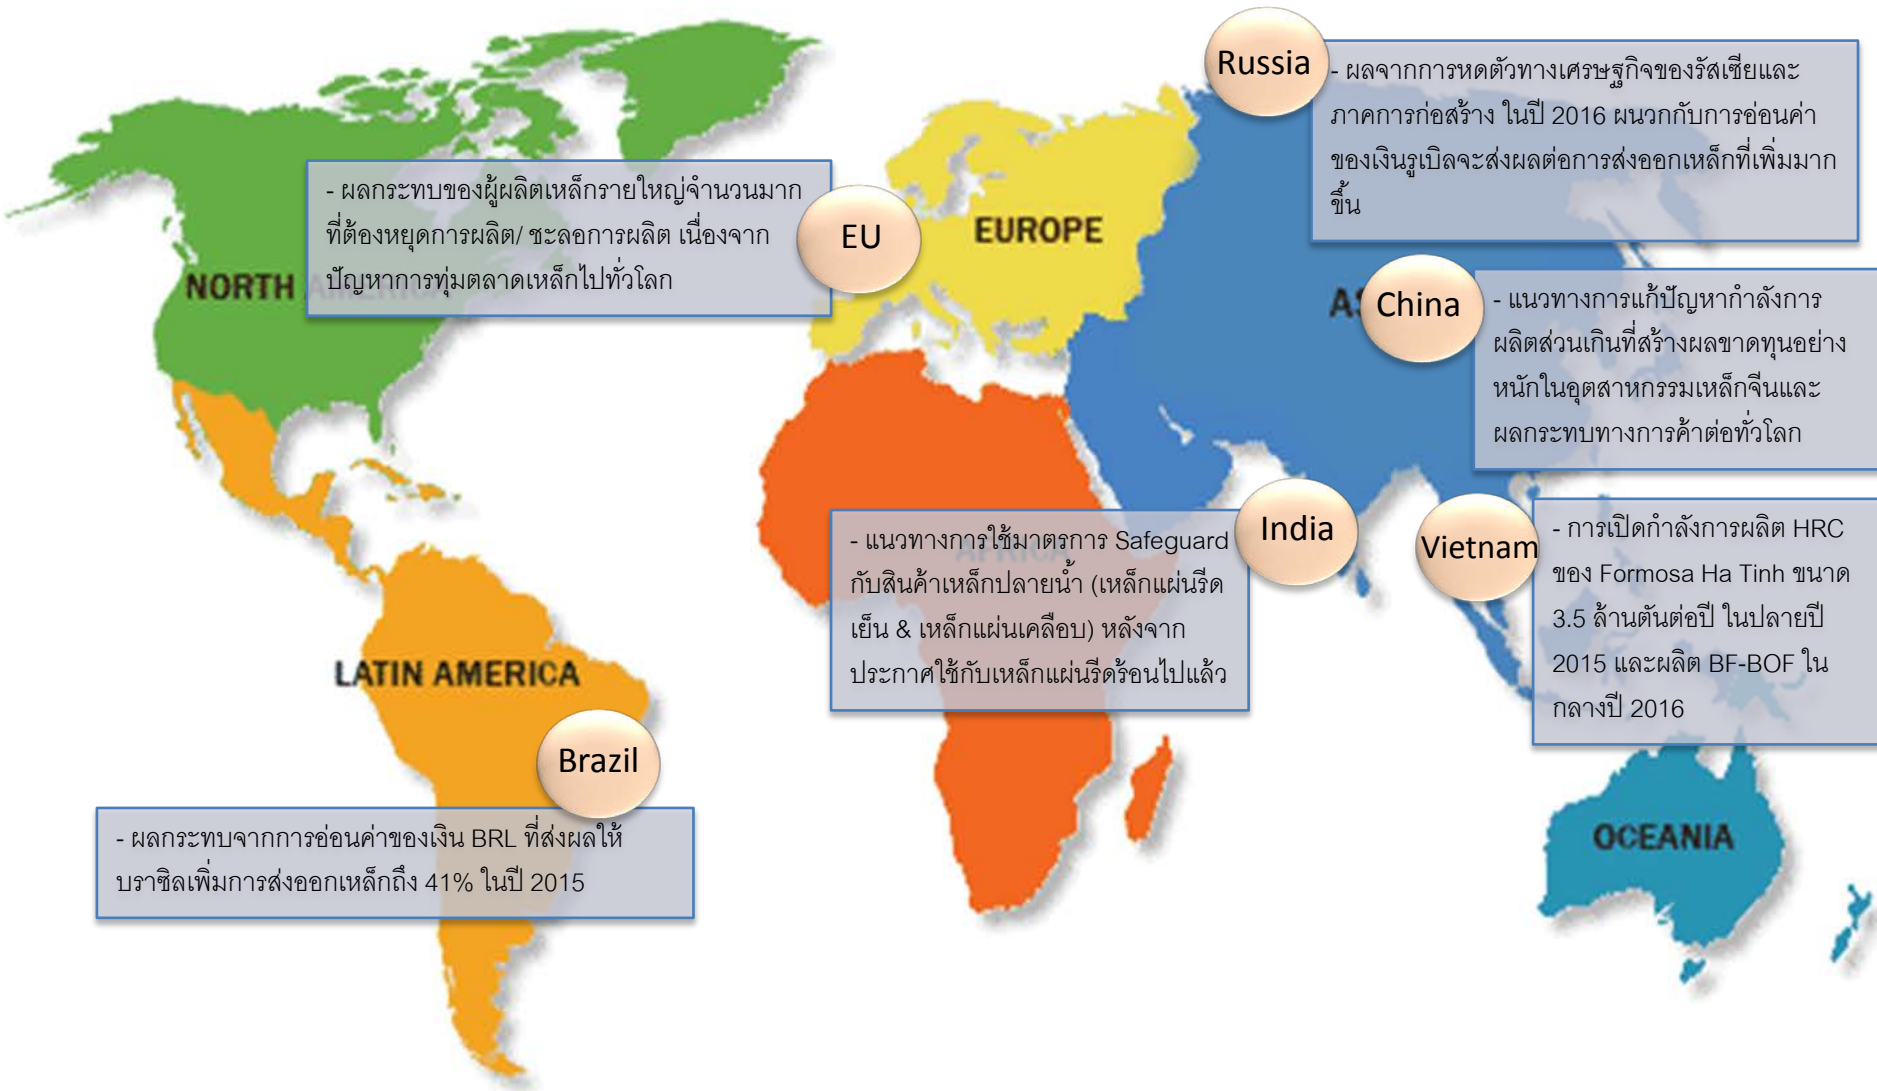 Russia
- ผลจากการหดตัวทางเศรษฐกิจของรัสเซียและ
ภาคการก่อสร้าง ในปี 2016 ผนวกกับการอ่อนค่า
ของเงินรูเบิลจะส่งผลต่อการส่งออกเหล็กที่เพิ่มมาก
ขึ้น
- ผลกระทบของผู้ผลิตเหล็กรายใหญ่จำนวนมาก
ที่ต้องหยุดการผลิต/ ชะลอการผลิต เนื่องจาก
ปัญหาการทุ่มตลาดเหล็กไปทั่วโลก
EU
EUROPE
NORTH AMERICA
China
- แนวทางการแก้ปัญหากำลังการ
ผลิตส่วนเกินที่สร้างผลขาดทุนอย่าง
หนักในอุตสาหกรรมเหล็กจีนและ
ผลกระทบทางการค้าต่อทั่วโลก
India
- แนวทางการใช้มาตรการ Safeguard
กับสินค้าเหล็กปลายน้ำ (เหล็กแผ่นรีด
เย็น & เหล็กแผ่นเคลือบ) หลังจาก
ประกาศใช้กับเหล็กแผ่นรีดร้อนไปแล้ว
AFRICA
Vietnam
- การเปิดกำลังการผลิต HRC
ของ Formosa Ha Tinh ขนาด
3.5 ล้านตันต่อปี ในปลายปี
2015 และผลิต BF-BOF ใน
กลางปี 2016
LATIN AMERICA
Brazil
- ผลกระทบจากการอ่อนค่าของเงิน BRL ที่ส่งผลให้
บราซิลเพิ่มการส่งออกเหล็กถึง 41% ในปี 2015
OCEANIA